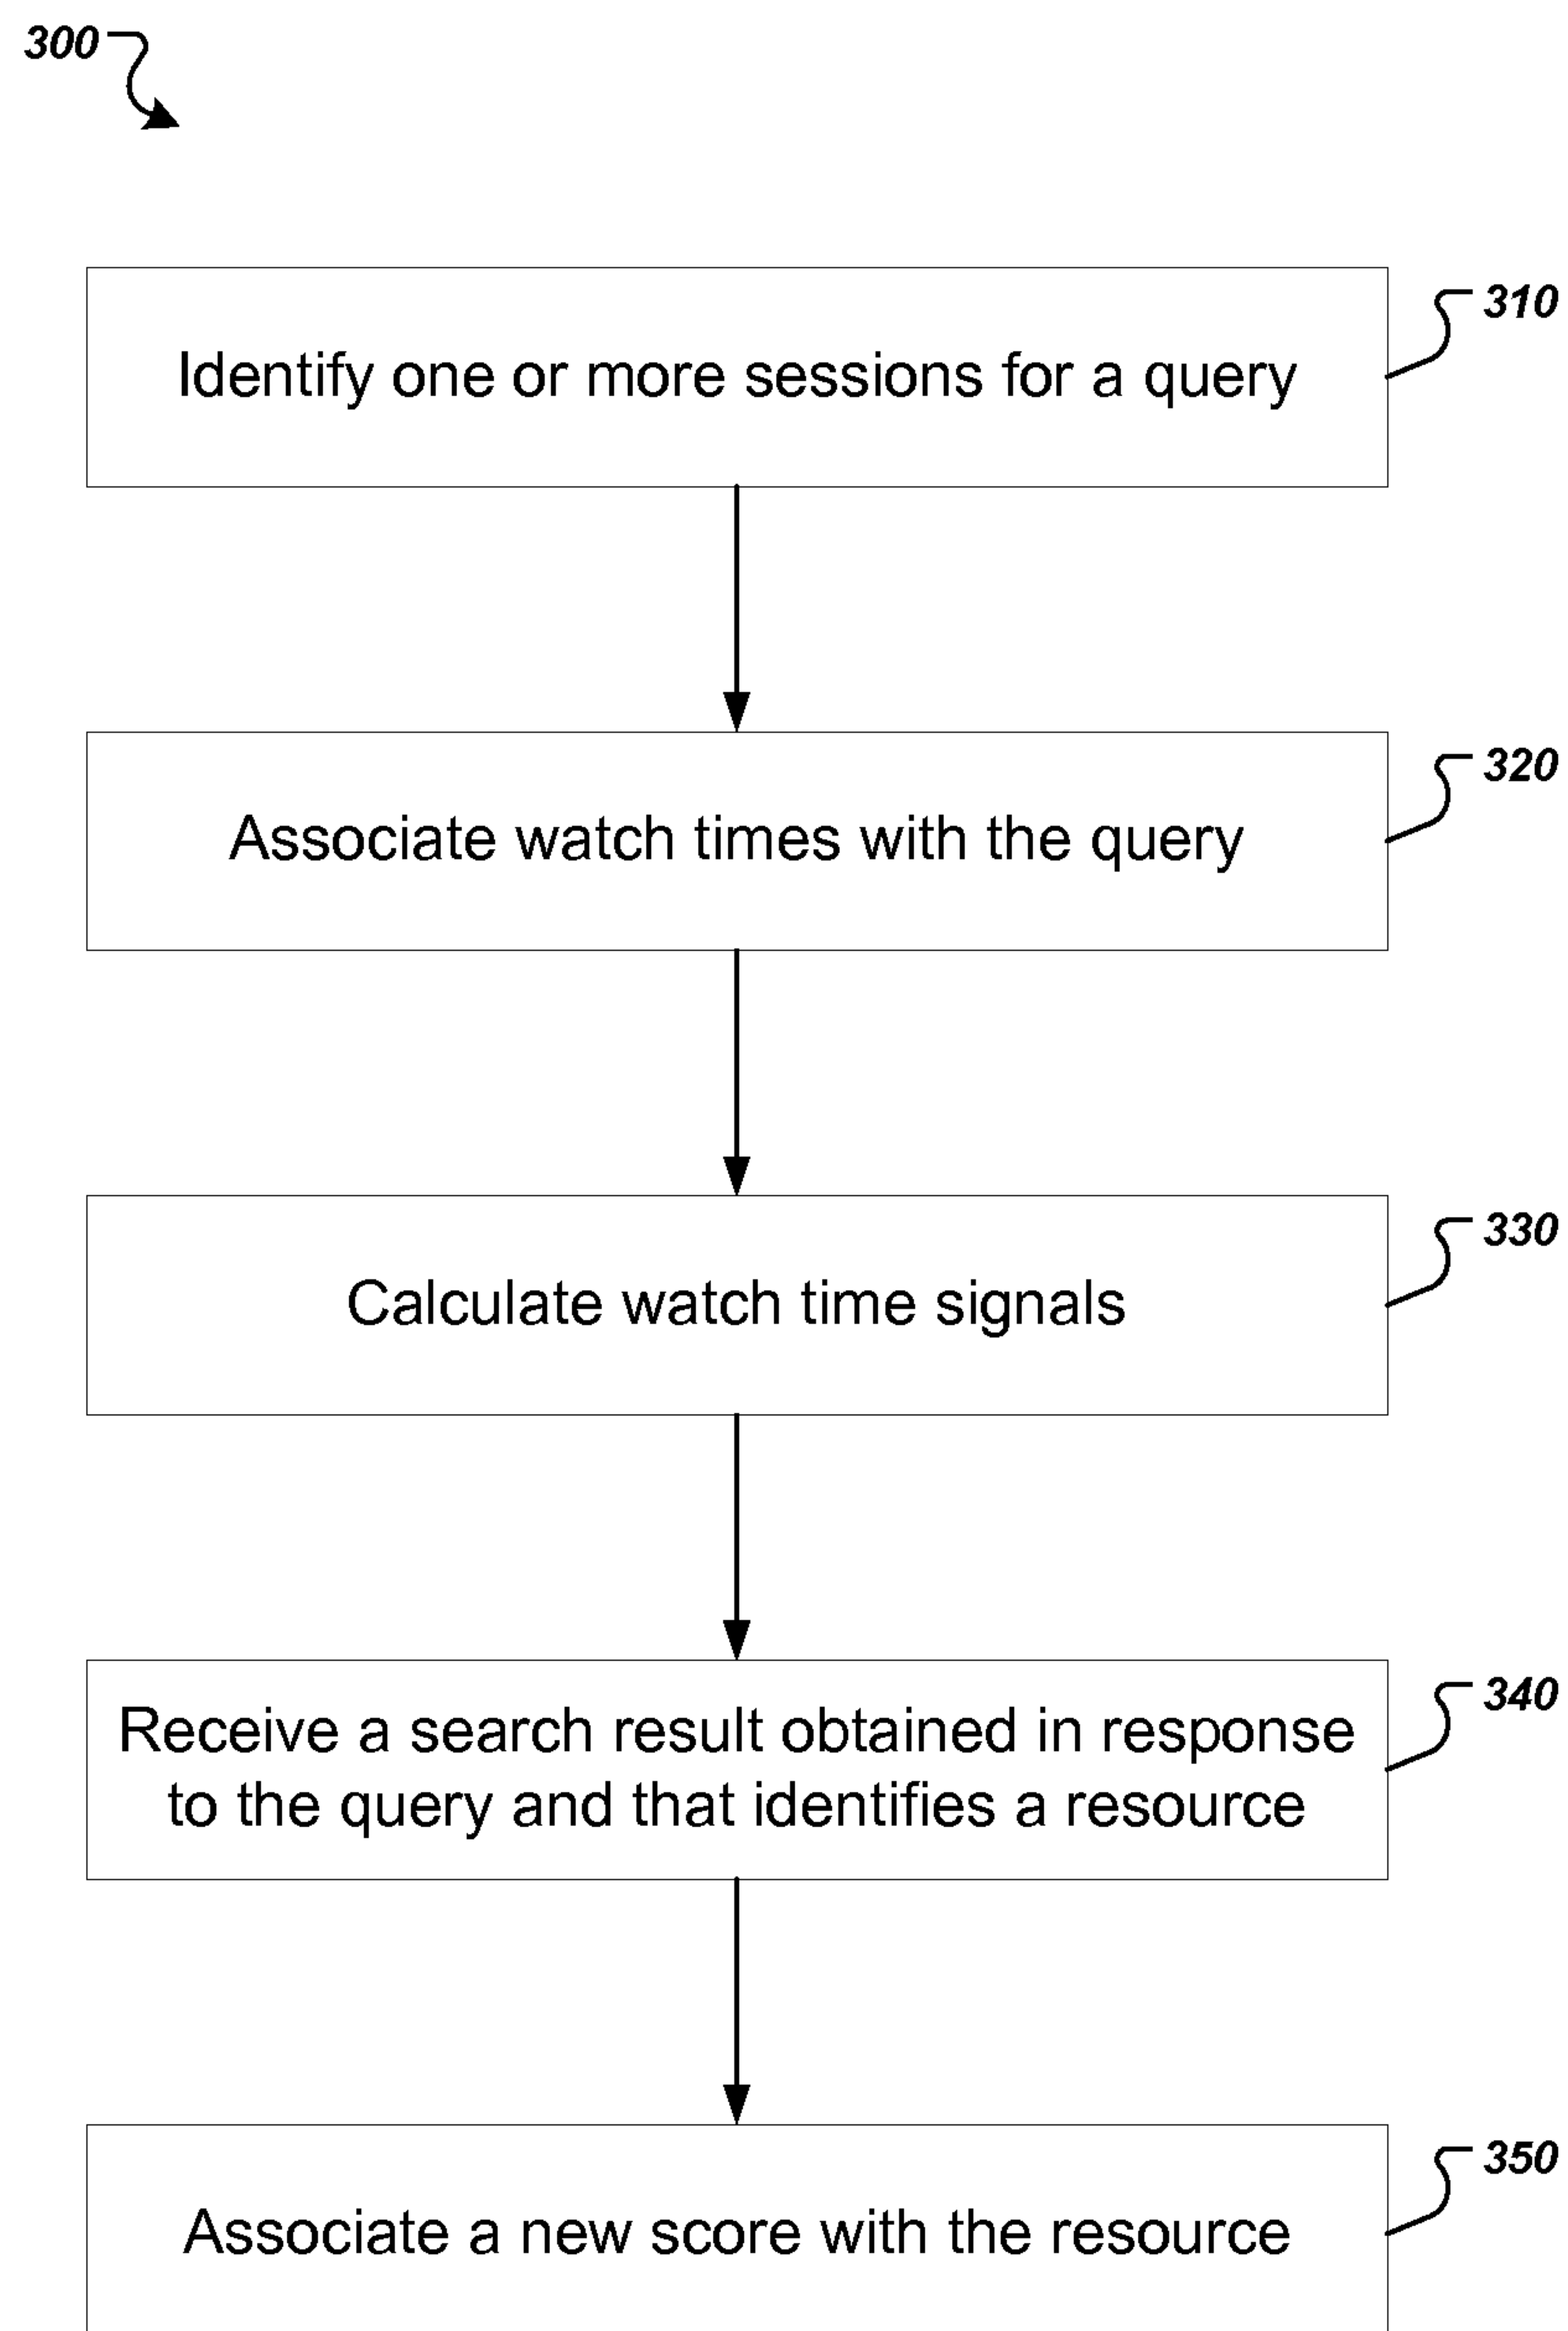 300
310
Identify one or more sessions for a query
320
Associate watch times with the query
330
Calculate watch time signals
340
Receive a search result obtained in response
to the query and that identifies a resource
350
Associate a new score with the resource